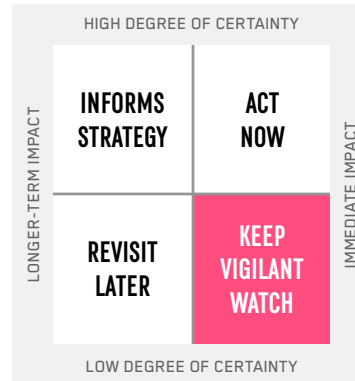 HIGH DEGREE OF CERTAINTY
LONGER-TERM IMPACT
INFORMS
STRATEGY
ACT
NOW
IMMEDIATE IMPACT
REVISIT
LATER
KEEP
VIGILANT
WATCH
LOW DEGREE OF CERTAINTY